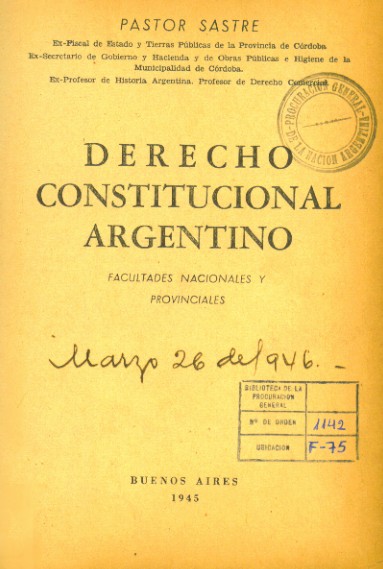 PASTOR SASTRE
Ex-Fiscal de Estado y Tierras Públicas de la Provincia de Córdoba
Ex-Secretario de Gobierno y Hacienda y de Obras Públicas e Higiene de la
Municipalidad de Córdoba.
Ex-Profesor de Historia Argentina. Profesor de Derecho Comercial
PROCURACION GENERAL
DE LA NACION ARGENTINA
DERECHO
CONSTITUCIONAL
ARGENTINO
FACULTADES NACIONALES Y
PROVINCIALES
Marzo 26 de 1946. -
BIBLIOTECA DE LA
PROCURACION
GENERAL
Nº DE ORDEN 1142
UBICACION F-75
BUENOS AIRES
1945